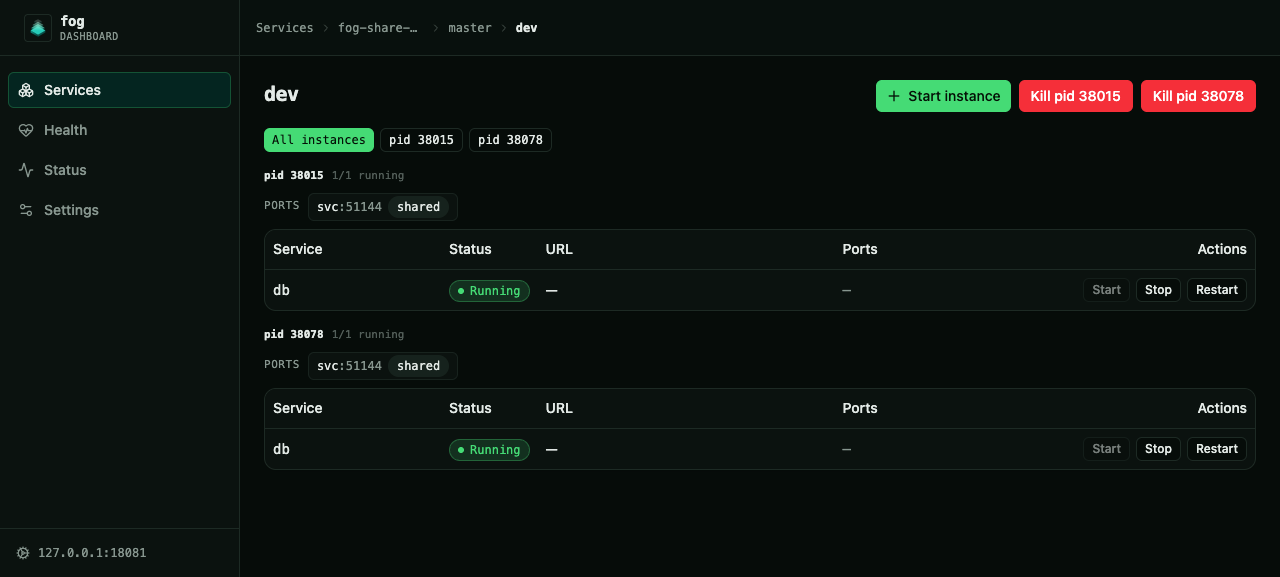 fog
DASHBOARD
Services
Health
Status
Settings
127.0.0.1:18081
Services › fog-share-… › master › dev
dev
+ Start instance Kill pid 38015 Kill pid 38078
All instances pid 38015 pid 38078
pid 38015 1/1 running
PORTS svc:51144 shared
Service Status URL Ports Actions
db Running — — Start Stop Restart
pid 38078 1/1 running
PORTS svc:51144 shared
Service Status URL Ports Actions
db Running — — Start Stop Restart